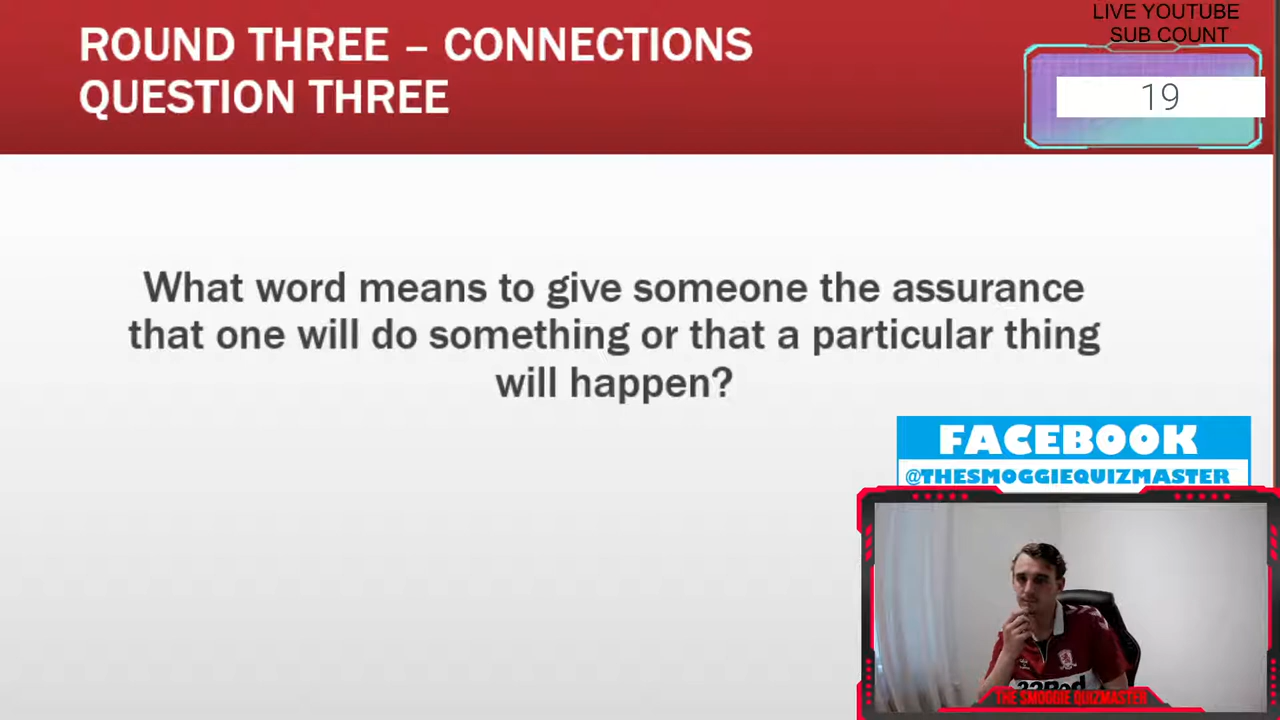 ROUND THREE – CONNECTIONS
QUESTION THREE
LIVE YOUTUBE
SUB COUNT
19
What word means to give someone the assurance
that one will do something or that a particular thing
will happen?
FACEBOOK
@THESMOGGIEQUIZMASTER
32Red
THE SMOGGIE QUIZMASTER